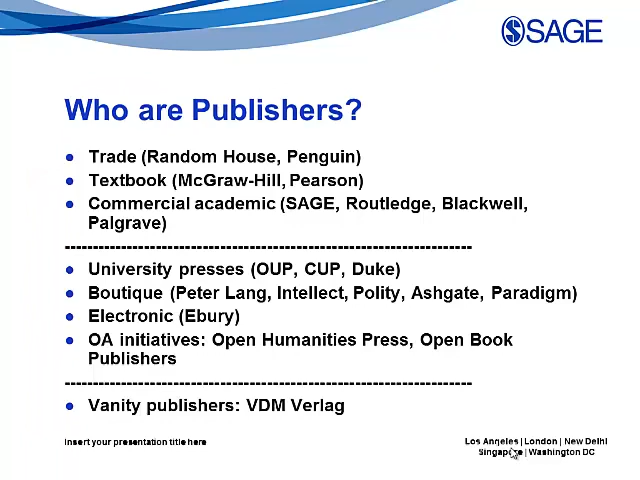 SAGE
Who are Publishers?
● Trade (Random House, Penguin)
● Textbook (McGraw-Hill, Pearson)
● Commercial academic (SAGE, Routledge, Blackwell,
Palgrave)
------------------------------------------------------------------------
● University presses (OUP, CUP, Duke)
● Boutique (Peter Lang, Intellect, Polity, Ashgate, Paradigm)
● Electronic (Ebury)
● OA initiatives: Open Humanities Press, Open Book
Publishers
------------------------------------------------------------------------
● Vanity publishers: VDM Verlag
Insert your presentation title here
Los Angeles | London | New Delhi
Singapore | Washington DC